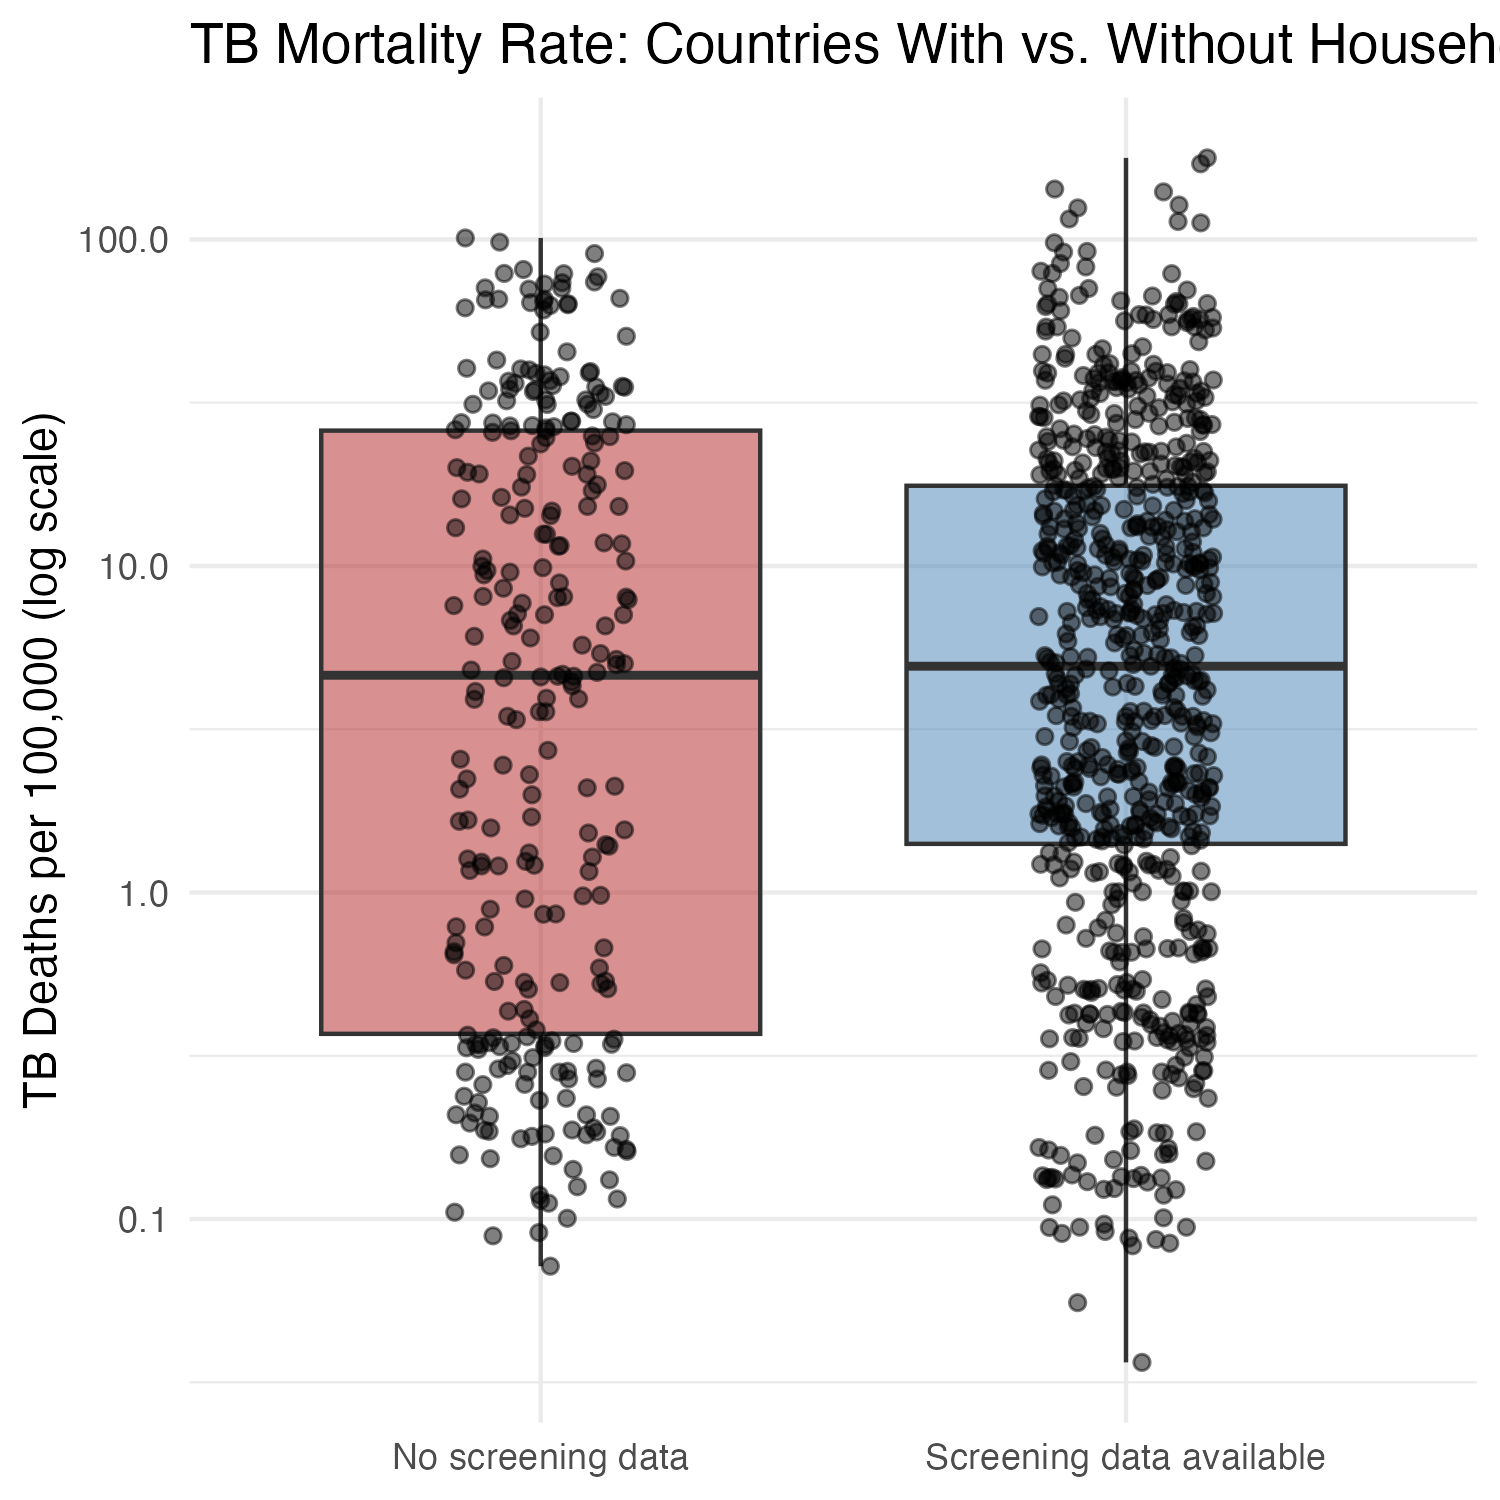 TB Mortality Rate: Countries With vs. Without
TB Deaths per 100,000 (log scale)
100.0
10.0
1.0
0.1
No screening data
Screening data available